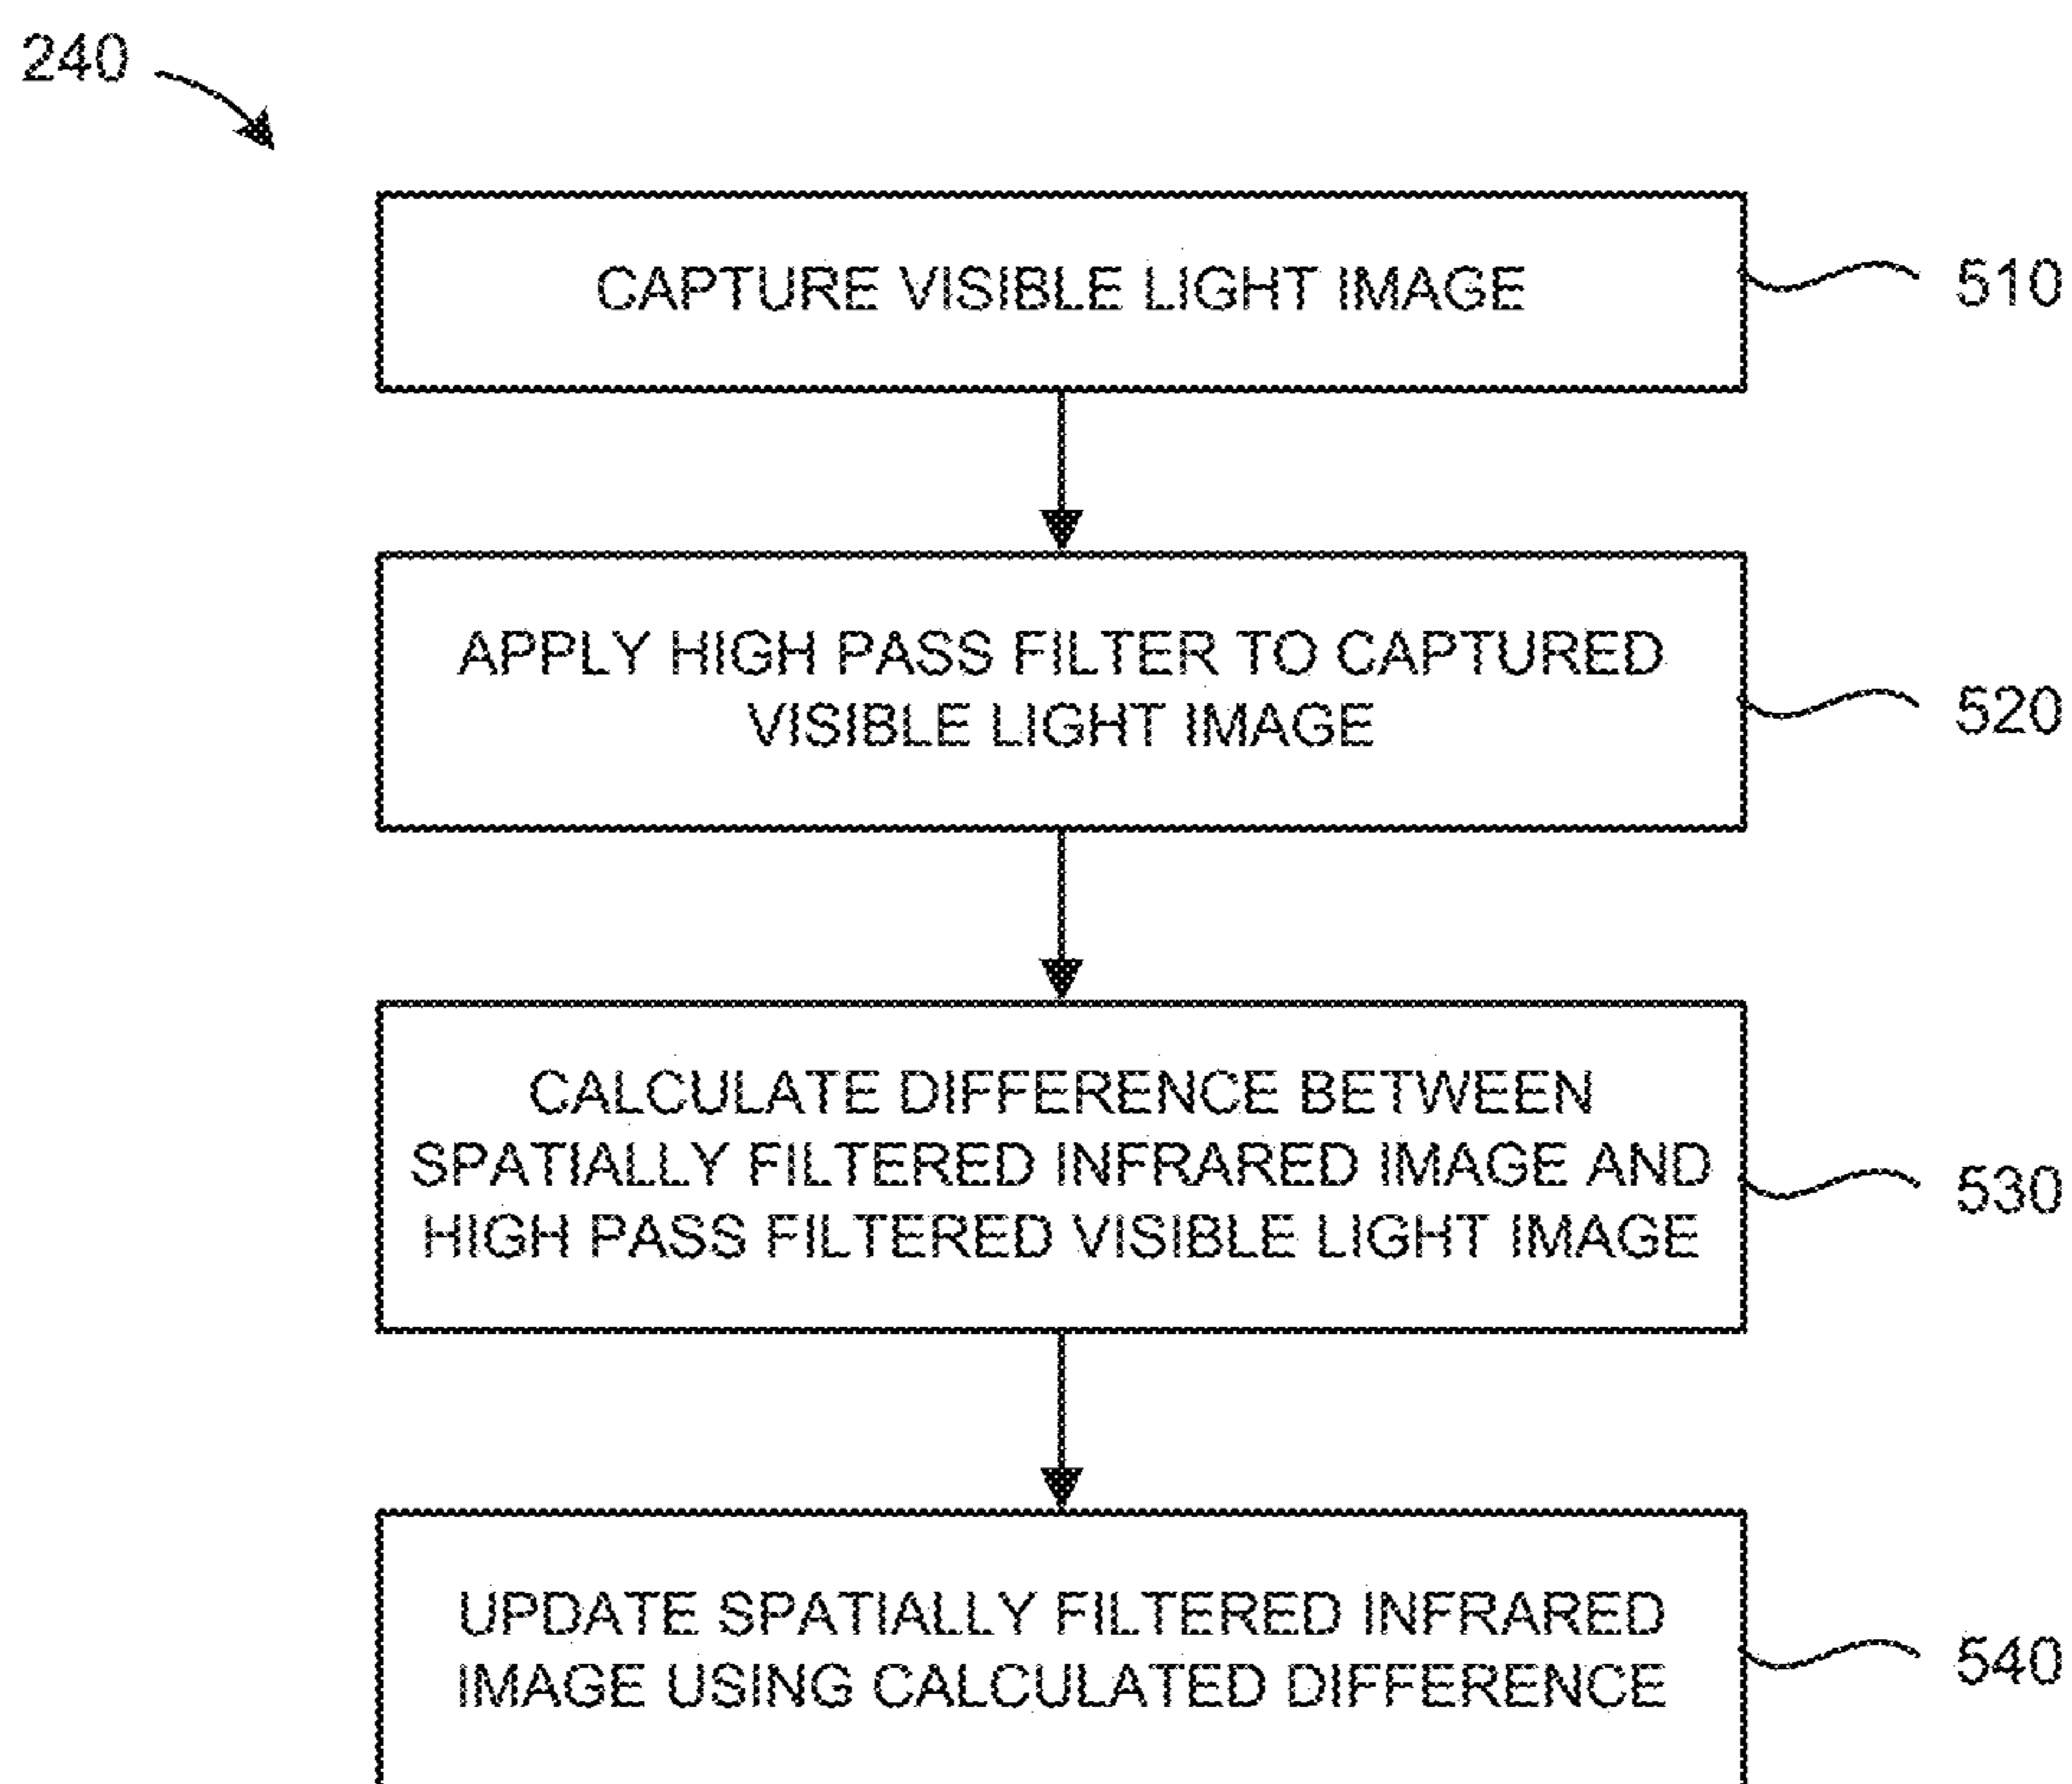 240
CAPTURE VISIBLE LIGHT IMAGE
510
APPLY HIGH PASS FILTER TO CAPTURED
VISIBLE LIGHT IMAGE
520
CALCULATE DIFFERENCE BETWEEN
SPATIALLY FILTERED INFRARED IMAGE AND
HIGH PASS FILTERED VISIBLE LIGHT IMAGE
530
UPDATE SPATIALLY FILTERED INFRARED
IMAGE USING CALCULATED DIFFERENCE
540